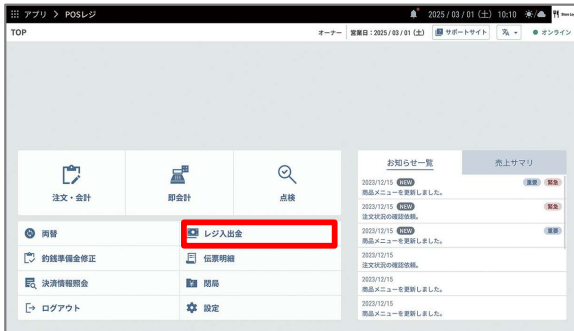 アプリ > POSレジ
2025 / 03 / 01 (土) 10:10
TOP
オーナー
営業日：2025 / 03 / 01 (土)
サポートサイト
オンライン
注文・会計
即会計
点検
両替
レジ入出金
釣銭準備金修正
伝票明細
決済情報照会
閉局
ログアウト
設定
お知らせ一覧
売上サマリ
2023/12/15 NEW 重要 緊急
商品メニューを更新しました。
2023/12/15 NEW 緊急
注文状況の確認依頼。
2023/12/15 NEW 重要
商品メニューを更新しました。
2023/12/15
注文状況の確認依頼。
2023/12/15
商品メニューを更新しました。
2023/12/15
商品メニューを更新しました。